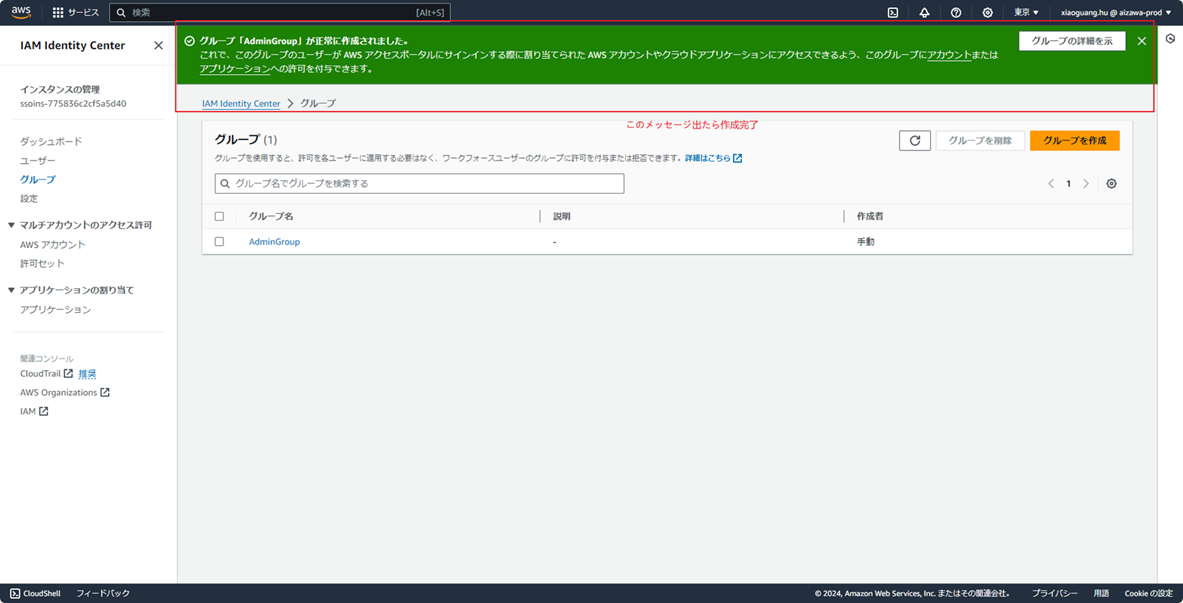 aws サービス 検索 [Alt+S] 東京 ▼ xiaoguang.hu @ aizawa-prod ▼
IAM Identity Center
インスタンスの管理
ssoins-775836c2cf5a5d40
ダッシュボード
ユーザー
グループ
設定
マルチアカウントのアクセス許可
AWS アカウント
許可セット
アプリケーションの割り当て
アプリケーション
関連コンソール
CloudTrail 推奨
AWS Organizations
IAM
グループ「AdminGroup」が正常に作成されました。
これで、このグループのユーザーが AWS アクセスポータルにサインインする際に割り当てられた AWS アカウントやクラウドアプリケーションにアクセスできるよう、このグループにアカウントまたは
アプリケーションへの許可を付与できます。
グループの詳細を示
IAM Identity Center > グループ
このメッセージ出たら作成完了
グループ (1)
グループを削除 グループを作成
グループを使用すると、許可を各ユーザーに適用する必要はなく、ワークフォースユーザーのグループに許可を付与または拒否できます。詳細はこちら
グループ名でグループを検索する
1
グループ名 説明 作成者
AdminGroup - 手動
CloudShell フィードバック © 2024, Amazon Web Services, Inc. またはその関連会社。 プライバシー 用語 Cookie の設定